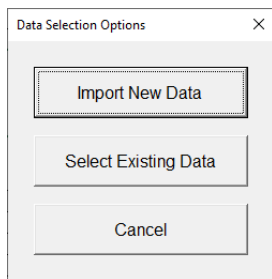 Data Selection Options
Import New Data
Select Existing Data
Cancel